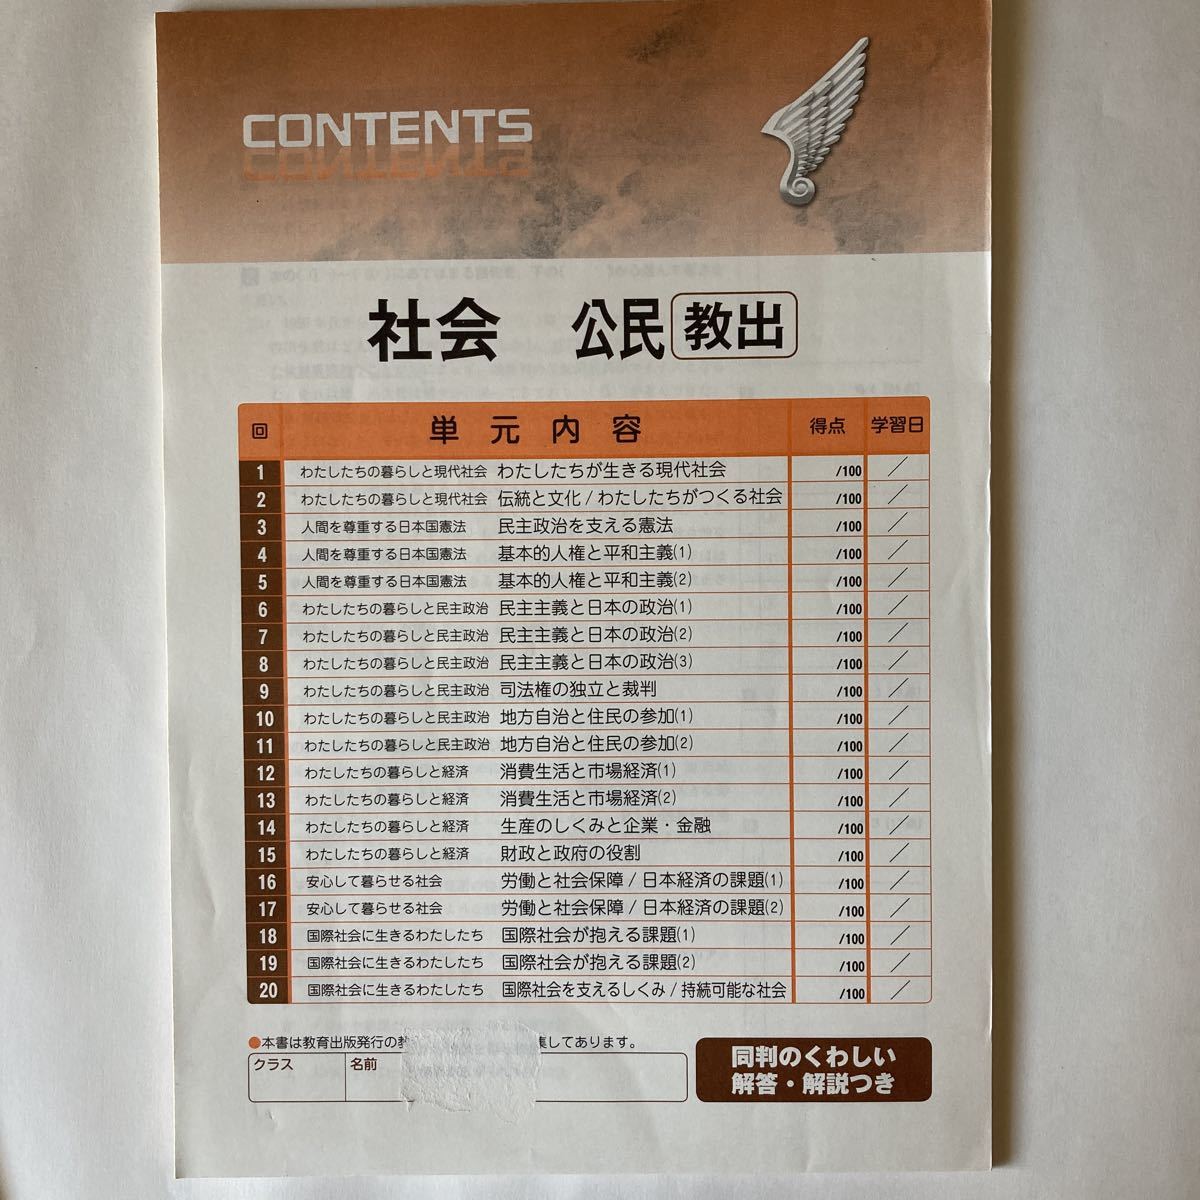 CONTENTS
社会 公民 教出
回 単元内容 得点 学習日
1 わたしたちの暮らしと現代社会 わたしたちが生きる現代社会 /100 /
2 わたしたちの暮らしと現代社会 伝統と文化/わたしたちがつくる社会 /100 /
3 人間を尊重する日本国憲法 民主政治を支える憲法 /100 /
4 人間を尊重する日本国憲法 基本的人権と平和主義(1) /100 /
5 人間を尊重する日本国憲法 基本的人権と平和主義(2) /100 /
6 わたしたちの暮らしと民主政治 民主主義と日本の政治(1) /100 /
7 わたしたちの暮らしと民主政治 民主主義と日本の政治(2) /100 /
8 わたしたちの暮らしと民主政治 民主主義と日本の政治(3) /100 /
9 わたしたちの暮らしと民主政治 司法権の独立と裁判 /100 /
10 わたしたちの暮らしと民主政治 地方自治と住民の参加(1) /100 /
11 わたしたちの暮らしと民主政治 地方自治と住民の参加(2) /100 /
12 わたしたちの暮らしと経済 消費生活と市場経済(1) /100 /
13 わたしたちの暮らしと経済 消費生活と市場経済(2) /100 /
14 わたしたちの暮らしと経済 生産のしくみと企業・金融 /100 /
15 わたしたちの暮らしと経済 財政と政府の役割 /100 /
16 安心して暮らせる社会 労働と社会保障/日本経済の課題(1) /100 /
17 安心して暮らせる社会 労働と社会保障/日本経済の課題(2) /100 /
18 国際社会に生きるわたしたち 国際社会が抱える課題(1) /100 /
19 国際社会に生きるわたしたち 国際社会が抱える課題(2) /100 /
20 国際社会に生きるわたしたち 国際社会を支えるしくみ/持続可能な社会 /100 /
●本書は教育出版発行の教 集してあります。
クラス 名前
同判のくわしい
解答・解説つき